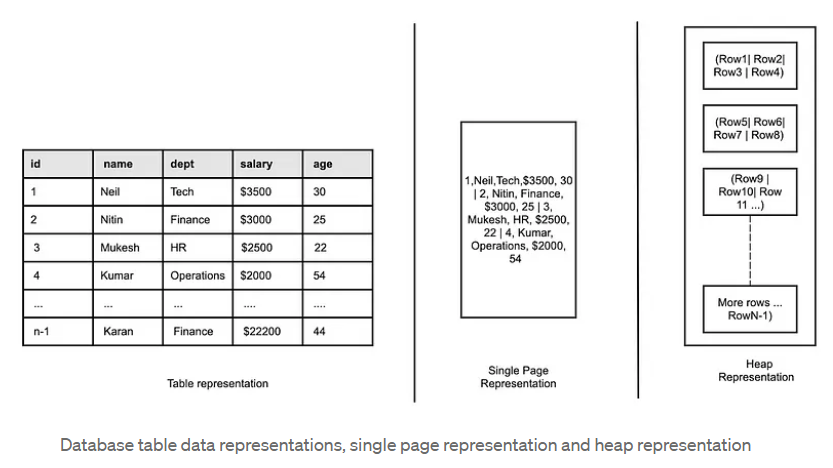 id name dept salary age
1 Neil Tech $3500 30
2 Nitin Finance $3000 25
3 Mukesh HR $2500 22
4 Kumar Operations $2000 54
... ... ... .... ....
n-1 Karan Finance $22200 44
Table representation
1,Neil,Tech,$3500, 30
| 2, Nitin, Finance,
$3000, 25 | 3,
Mukesh, HR, $2500,
22 | 4, Kumar,
Operations, $2000,
54
Single Page
Representation
(Row1| Row2|
Row3 | Row4)
(Row5| Row6|
Row7 | Row8)
(Row9 |
Row10| Row
11 ...)
More rows ...
RowN-1)
Heap
Representation
Database table data representations, single page representation and heap representation